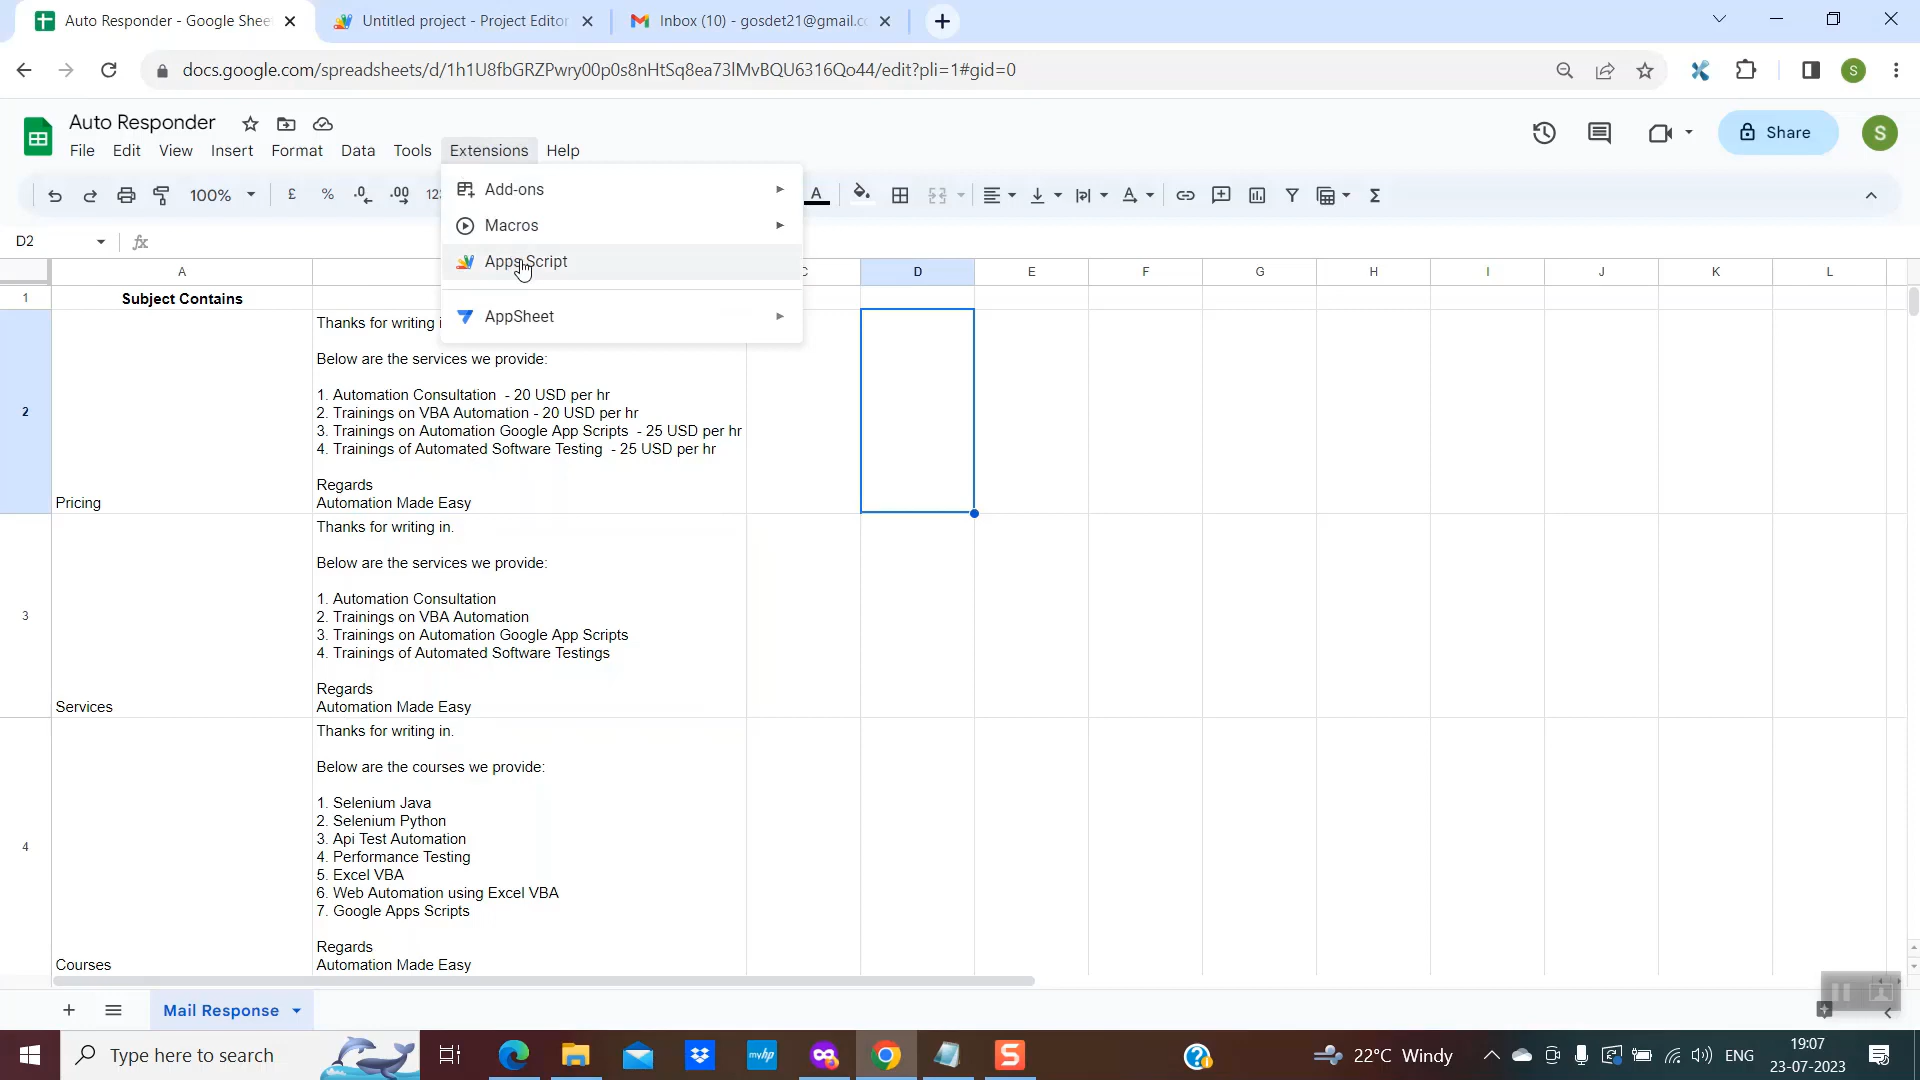 Auto Responder - Google Shee
Untitled project - Project Editor
Inbox (10) - gosdet21@gmail.co
docs.google.com/spreadsheets/d/1h1U8fbGRZPwry00p0s8nHtSq8ea73lMvBQU6316Qo44/edit?pli=1#gid=0
S
Auto Responder
Share
S
File Edit View Insert Format Data Tools Extensions Help
100% £ % .0 .00 123 A
Add-ons
Macros
Apps Script
AppSheet
D2 fx
A C D E F G H I J K L
1 Subject Contains
2
Thanks for writing i
Below are the services we provide:
1. Automation Consultation - 20 USD per hr
2. Trainings on VBA Automation - 20 USD per hr
3. Trainings on Automation Google App Scripts - 25 USD per hr
4. Trainings of Automated Software Testing - 25 USD per hr
Regards
Pricing Automation Made Easy
3
Thanks for writing in.
Below are the services we provide:
1. Automation Consultation
2. Trainings on VBA Automation
3. Trainings on Automation Google App Scripts
4. Trainings of Automated Software Testings
Regards
Services Automation Made Easy
4
Thanks for writing in.
Below are the courses we provide:
1. Selenium Java
2. Selenium Python
3. Api Test Automation
4. Performance Testing
5. Excel VBA
6. Web Automation using Excel VBA
7. Google Apps Scripts
Regards
Courses Automation Made Easy
Mail Response
Type here to search
myhp
S
22°C Windy
ENG
19:07
23-07-2023